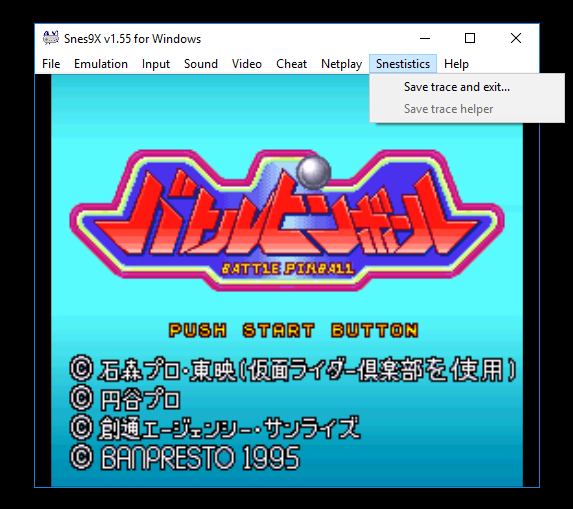 Snes9X v1.55 for Windows
File Emulation Input Sound Video Cheat Netplay Snestistics Help
Save trace and exit...
Save trace helper
バトルピンボール
BATTLE PINBALL
PUSH START BUTTON
© 石森プロ・東映(仮面ライダー倶楽部を使用)
© 円谷プロ
© 創通エージェンシー・サンライズ
© BANPRESTO 1995